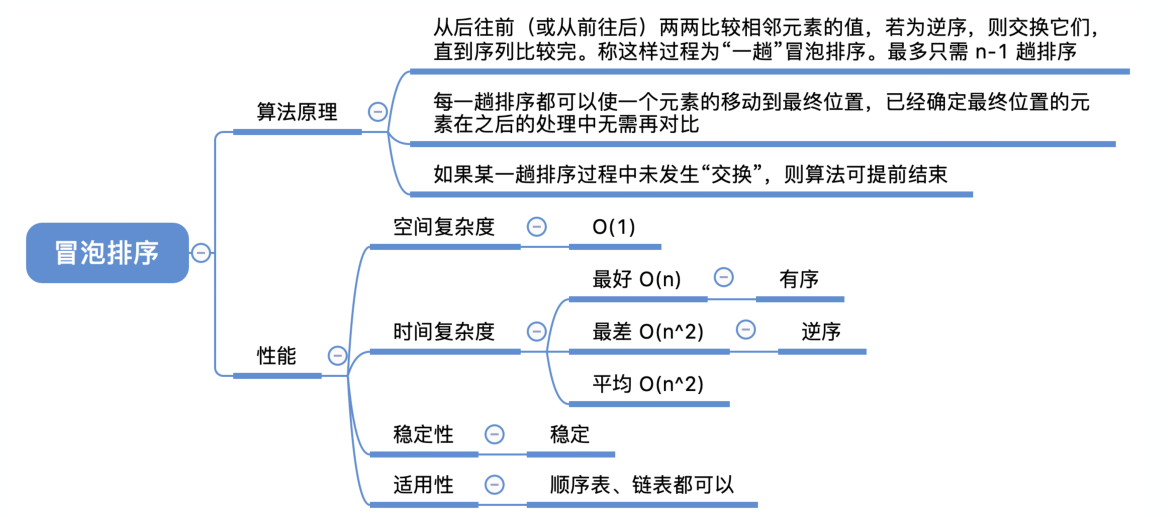 冒泡排序
算法原理
从后往前（或从前往后）两两比较相邻元素的值，若为逆序，则交换它们，
直到序列比较完。称这样过程为“一趟”冒泡排序。最多只需 n-1 趟排序
每一趟排序都可以使一个元素的移动到最终位置，已经确定最终位置的元
素在之后的处理中无需再对比
如果某一趟排序过程中未发生“交换”，则算法可提前结束
性能
空间复杂度
O(1)
时间复杂度
最好 O(n)
有序
最差 O(n^2)
逆序
平均 O(n^2)
稳定性
稳定
适用性
顺序表、链表都可以